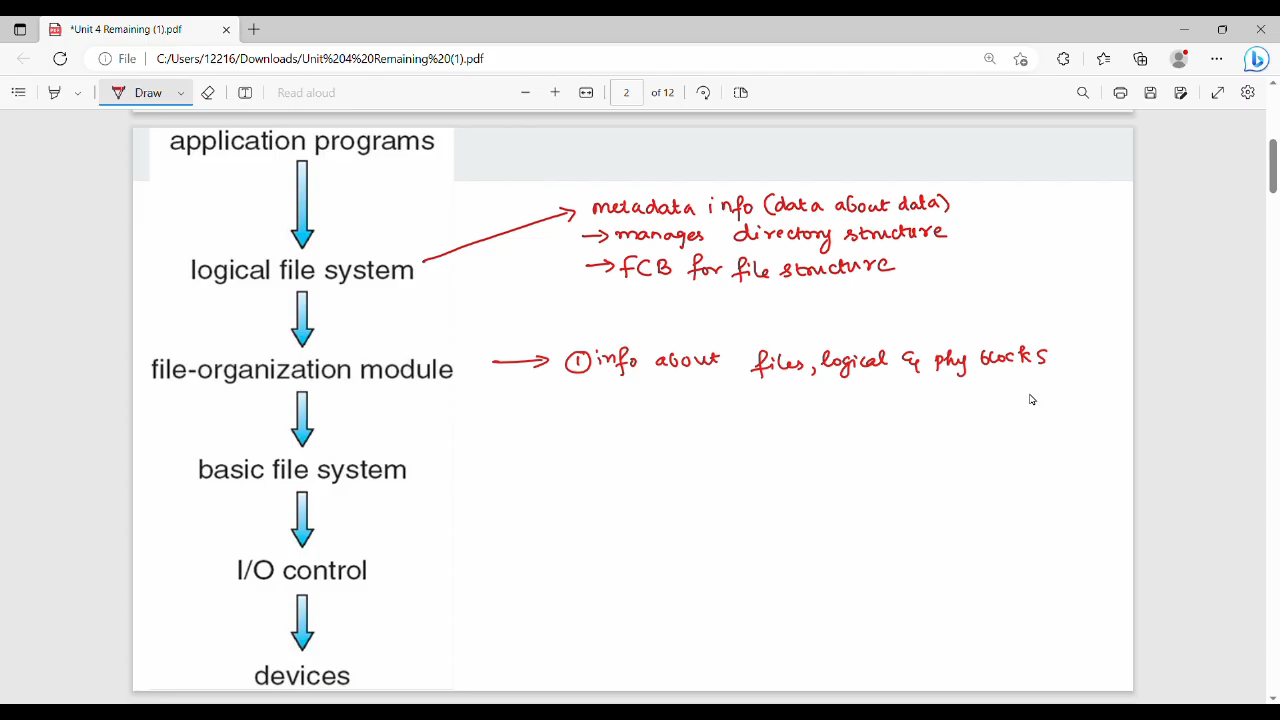 *Unit 4 Remaining (1).pdf
File C:/Users/12216/Downloads/Unit%204%20Remaining%20(1).pdf
Draw Read aloud 2 of 12
application programs
metadata info (data about data)
→ manages directory structure
logical file system
→ FCB for file structure
file-organization module
① info about files, logical & phy blocks
basic file system
I/O control
devices